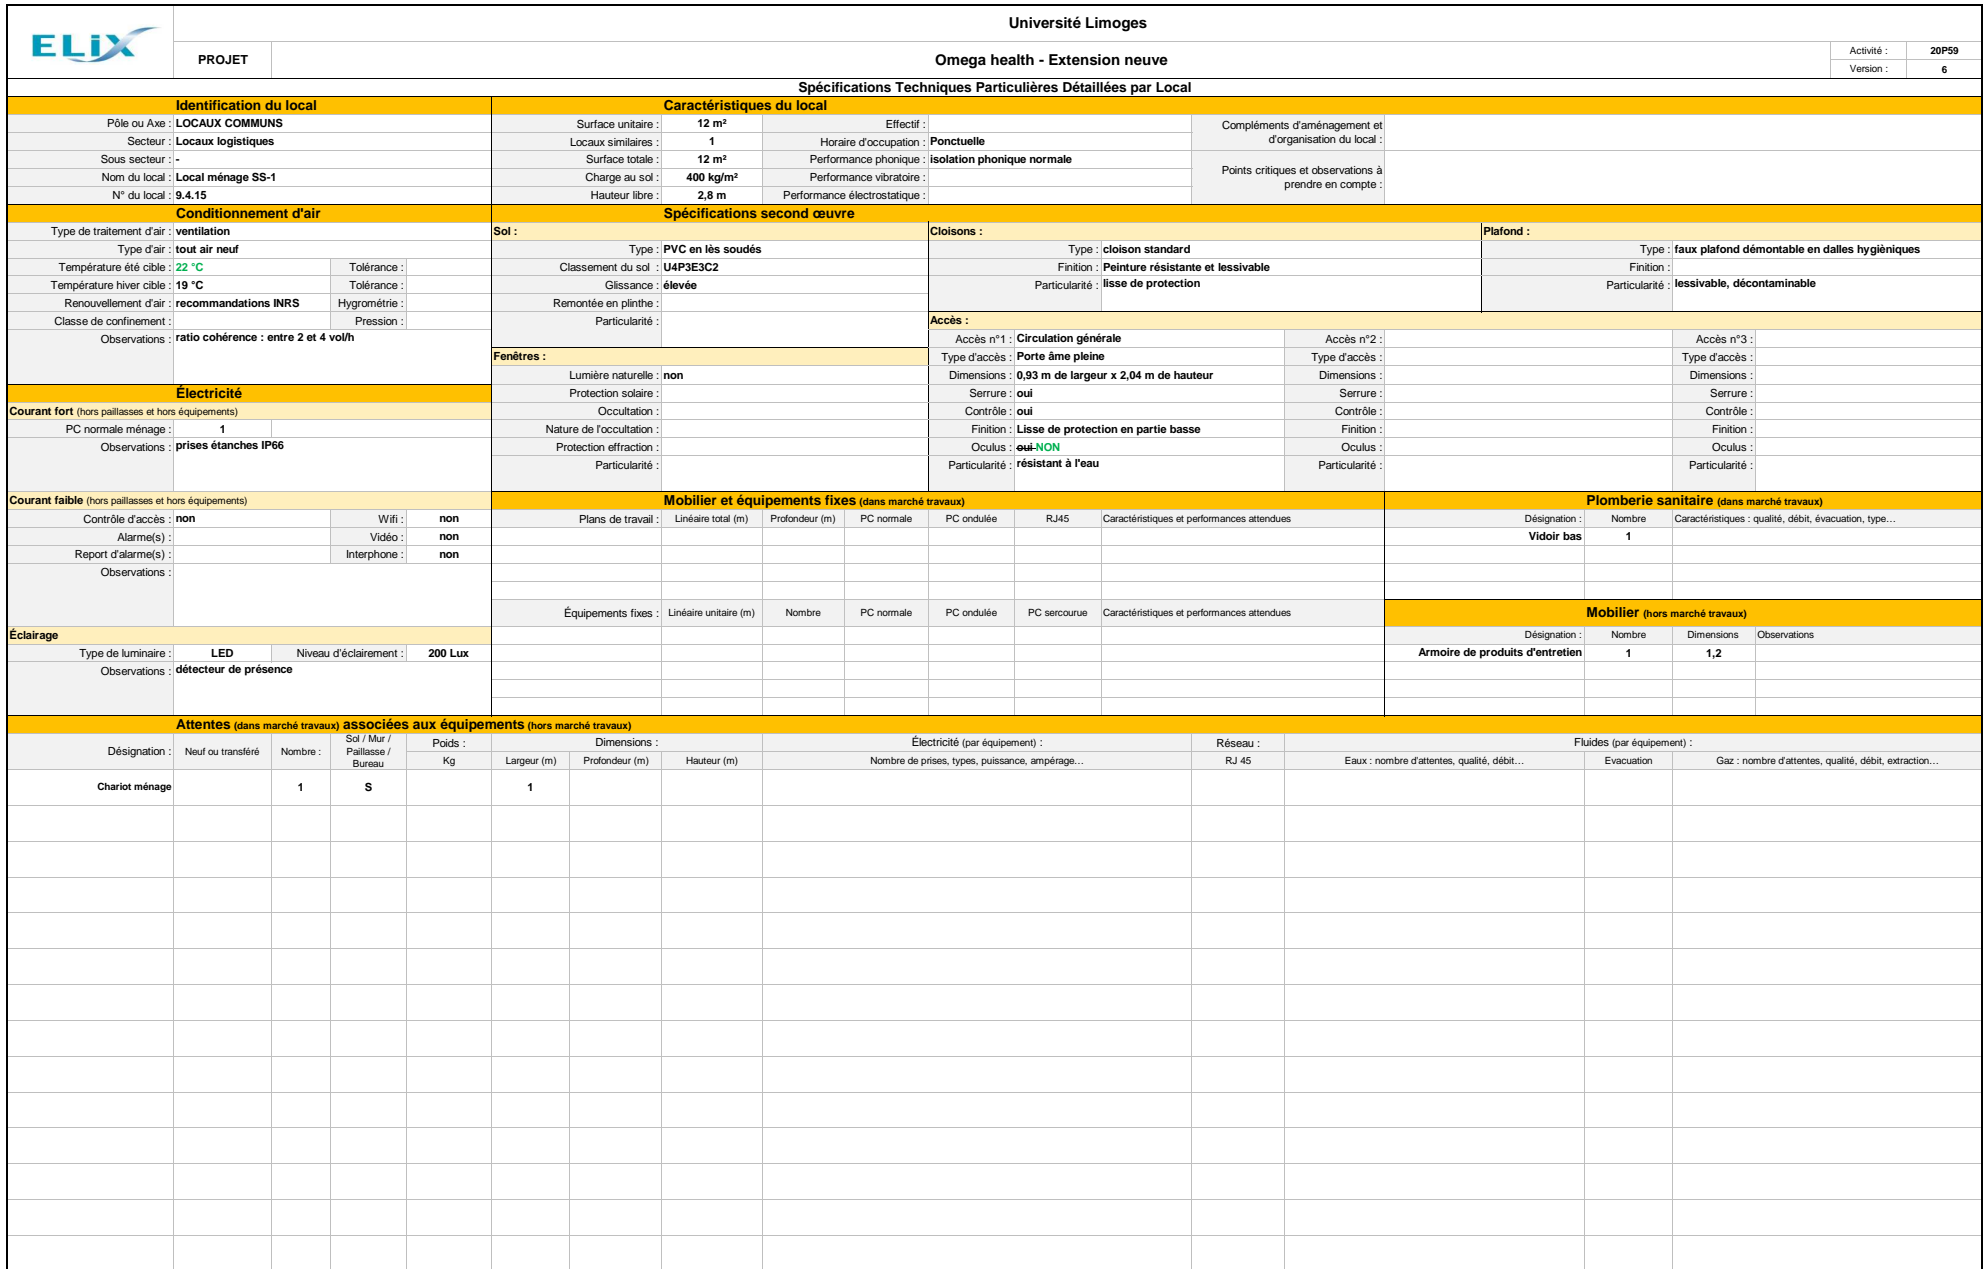 ELiX
Université Limoges
PROJET
Omega health - Extension neuve
Activité : 20P59
Version : 6
Spécifications Techniques Particulières Détaillées par Local
Identification du local
Pôle ou Axe : LOCAUX COMMUNS
Secteur : Locaux logistiques
Sous secteur : -
Nom du local : Local ménage SS-1
N° du local : 9.4.15
Caractéristiques du local
Surface unitaire : 12 m² Effectif :
Locaux similaires : 1 Horaire d'occupation : Ponctuelle
Surface totale : 12 m² Performance phonique : isolation phonique normale
Charge au sol : 400 kg/m² Performance vibratoire :
Hauteur libre : 2,8 m Performance électrostatique :
Compléments d'aménagement et
d'organisation du local :
Points critiques et observations à
prendre en compte :
Conditionnement d'air
Type de traitement d'air : ventilation
Type d'air : tout air neuf
Température été cible : 22 °C Tolérance :
Température hiver cible : 19 °C Tolérance :
Renouvellement d'air : recommandations INRS Hygrométrie :
Classe de confinement : Pression :
Observations : ratio cohérence : entre 2 et 4 vol/h
Spécifications second œuvre
Sol :
Type : PVC en lès soudés
Classement du sol : U4P3E3C2
Glissance : élevée
Remontée en plinthe :
Particularité :
Cloisons :
Type : cloison standard
Finition : Peinture résistante et lessivable
Particularité : lisse de protection
Plafond :
Type : faux plafond démontable en dalles hygièniques
Finition :
Particularité : lessivable, décontaminable
Fenêtres :
Lumière naturelle : non
Protection solaire :
Occultation :
Nature de l'occultation :
Protection effraction :
Particularité :
Accès :
Accès n°1 : Circulation générale Accès n°2 : Accès n°3 :
Type d'accès : Porte âme pleine Type d'accès : Type d'accès :
Dimensions : 0,93 m de largeur x 2,04 m de hauteur Dimensions : Dimensions :
Serrure : oui Serrure : Serrure :
Contrôle : oui Contrôle : Contrôle :
Finition : Lisse de protection en partie basse Finition : Finition :
Oculus : oui NON Oculus : Oculus :
Particularité : résistant à l'eau Particularité : Particularité :
Électricité
Courant fort (hors paillasses et hors équipements)
PC normale ménage : 1
Observations : prises étanches IP66
Courant faible (hors paillasses et hors équipements)
Contrôle d'accès : non Wifi : non
Alarme(s) : Vidéo : non
Report d'alarme(s) : Interphone : non
Observations :
Éclairage
Type de luminaire : LED Niveau d'éclairement : 200 Lux
Observations : détecteur de présence
Mobilier et équipements fixes (dans marché travaux)
Plans de travail : Linéaire total (m) Profondeur (m) PC normale PC ondulée RJ45 Caractéristiques et performances attendues
Équipements fixes : Linéaire unitaire (m) Nombre PC normale PC ondulée PC sercourue Caractéristiques et performances attendues
Plomberie sanitaire (dans marché travaux)
Désignation : Nombre Caractéristiques : qualité, débit, évacuation, type…
Vidoir bas 1
Mobilier (hors marché travaux)
Désignation : Nombre Dimensions Observations
Armoire de produits d'entretien 1 1,2
Attentes (dans marché travaux) associées aux équipements (hors marché travaux)
Désignation : Neuf ou transféré Nombre : Sol / Mur /
Paillasse /
Bureau
Poids : Dimensions : Électricité (par équipement) : Réseau : Fluides (par équipement) :
Kg Largeur (m) Profondeur (m) Hauteur (m) Nombre de prises, types, puissance, ampérage… RJ 45 Eaux : nombre d'attentes, qualité, débit… Evacuation Gaz : nombre d'attentes, qualité, débit, extraction…
Chariot ménage 1 S 1